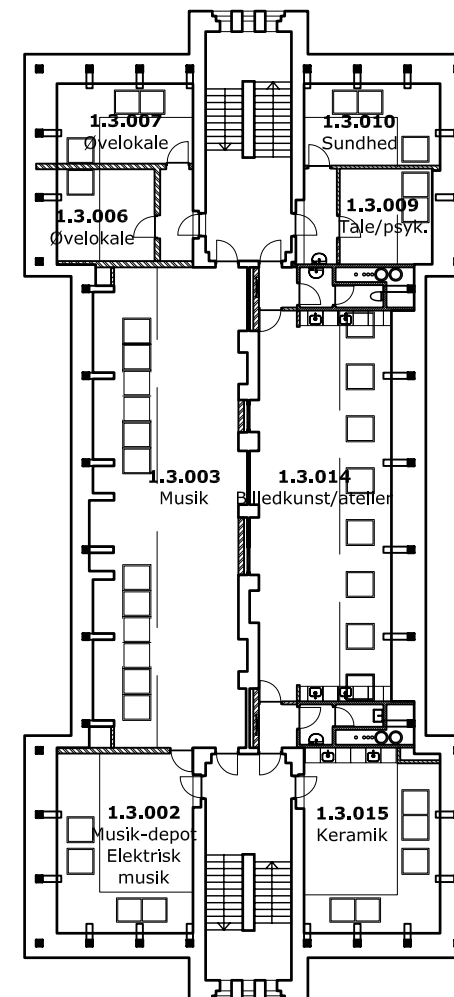 1.3.007
Øvelokale
1.3.010
Sundhed
1.3.006
Øvelokale
1.3.009
Tale/psyk.
1.3.003
Musik
1.3.014
Billedkunst/atelier
1.3.002
Musik-depot
Elektrisk
musik
1.3.015
Keramik